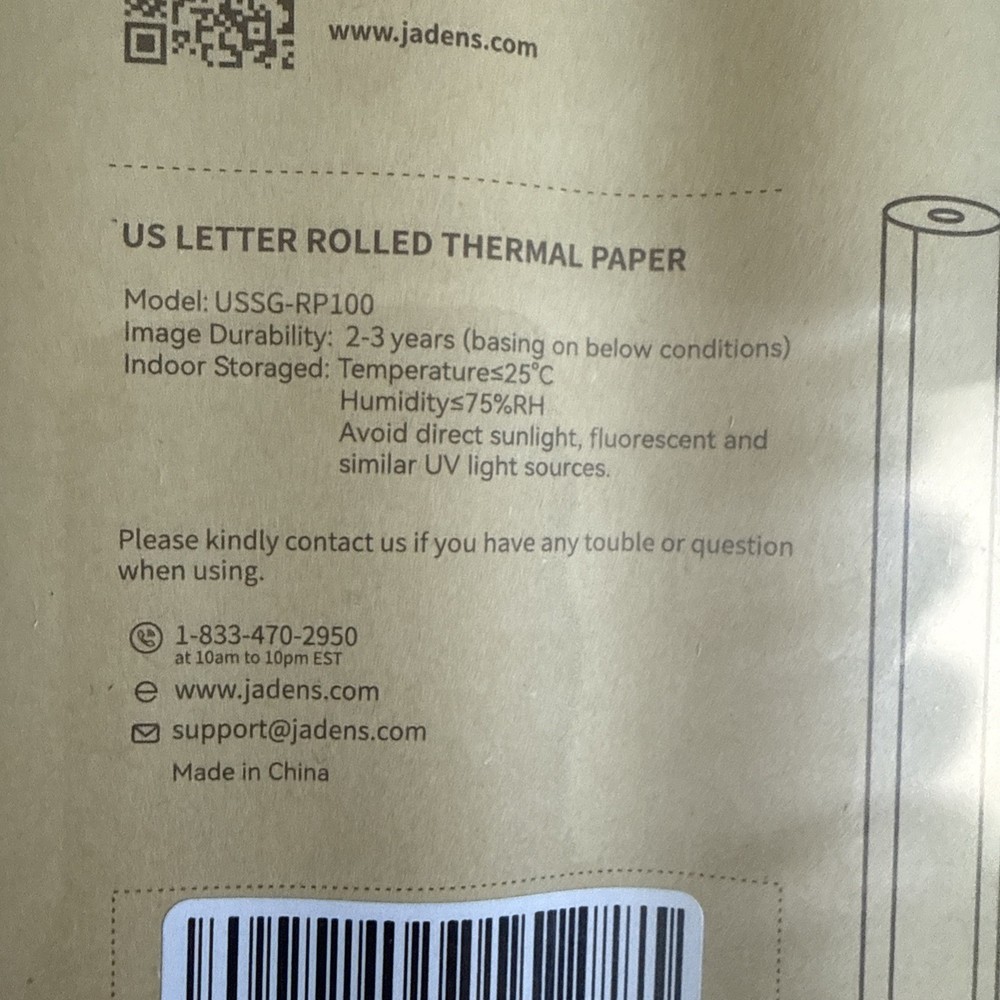 www.jadens.com
US LETTER ROLLED THERMAL PAPER
Model: USSG-RP100
Image Durability: 2-3 years (basing on below conditions)
Indoor Storaged: Temperature≤25°C
Humidity≤75%RH
Avoid direct sunlight, fluorescent and
similar UV light sources.
Please kindly contact us if you have any touble or question
when using.
1-833-470-2950
at 10am to 10pm EST
www.jadens.com
support@jadens.com
Made in China